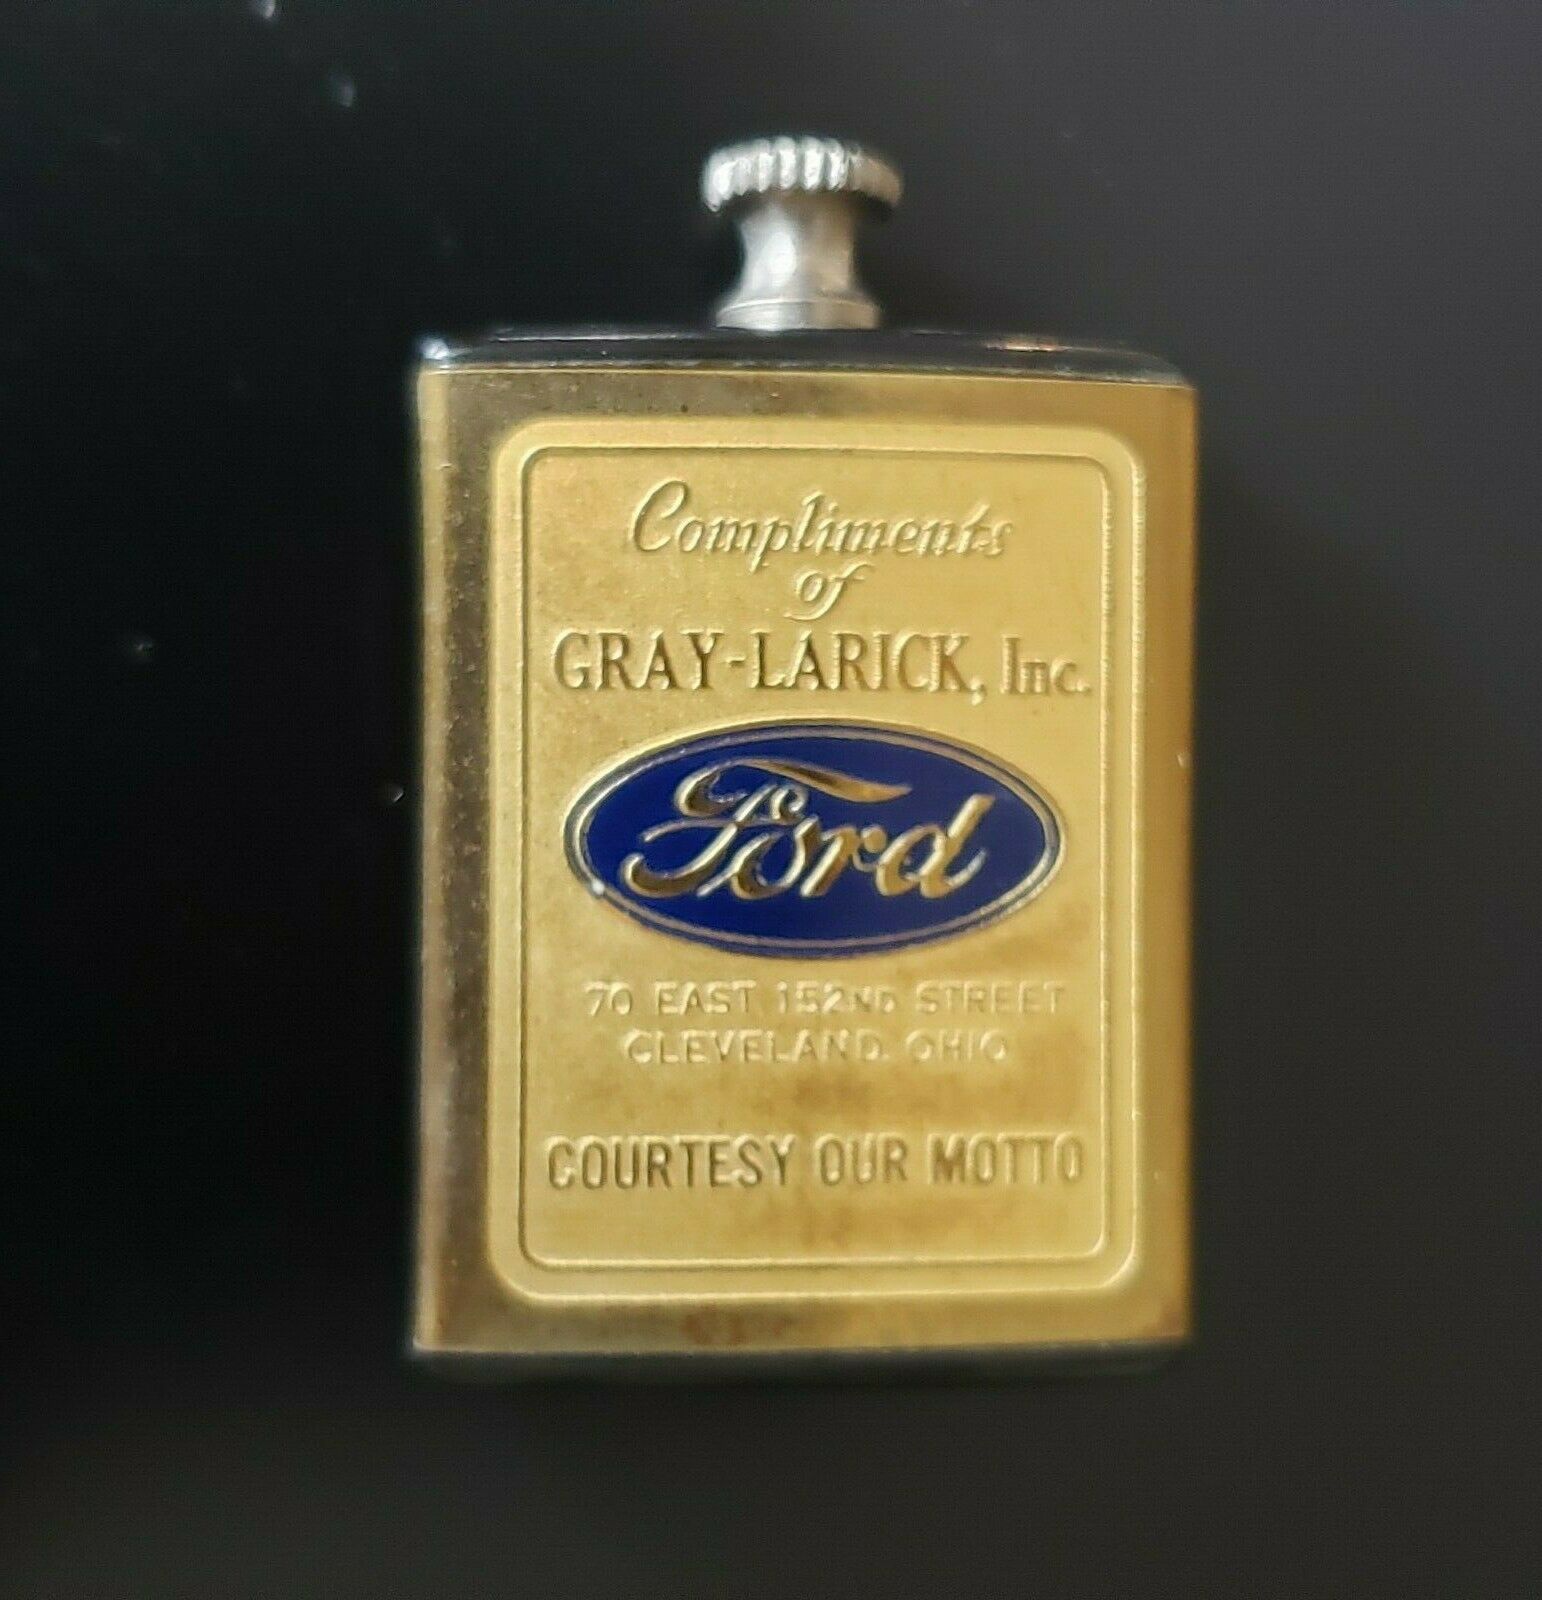 Compliments
of
GRAY-LARICK, Inc.
Ford
70 EAST 152ND STREET
CLEVELAND, OHIO
COURTESY OUR MOTTO